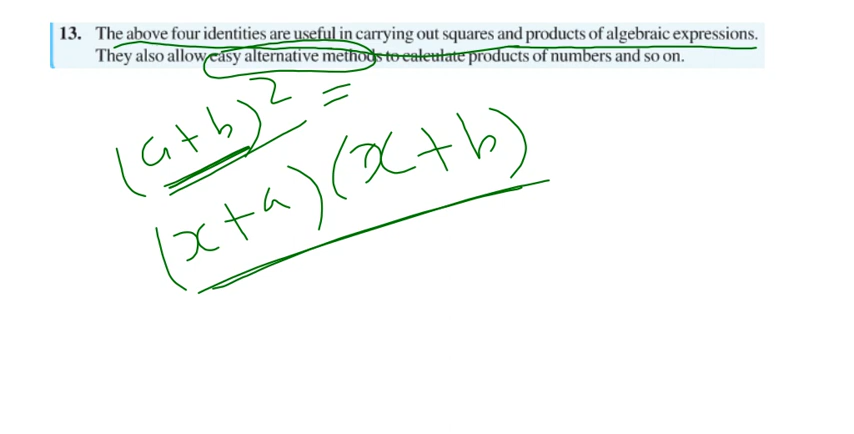 13. The above four identities are useful in carrying out squares and products of algebraic expressions.
They also allow easy alternative methods to calculate products of numbers and so on.
(a+b)² =
(x+a)(x+b)